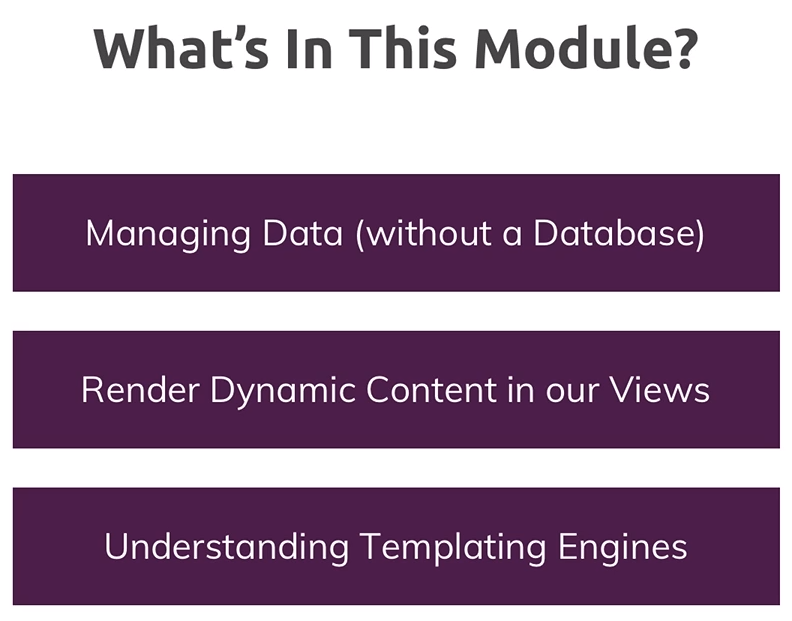 What’s In This Module?
Managing Data (without a Database)
Render Dynamic Content in our Views
Understanding Templating Engines